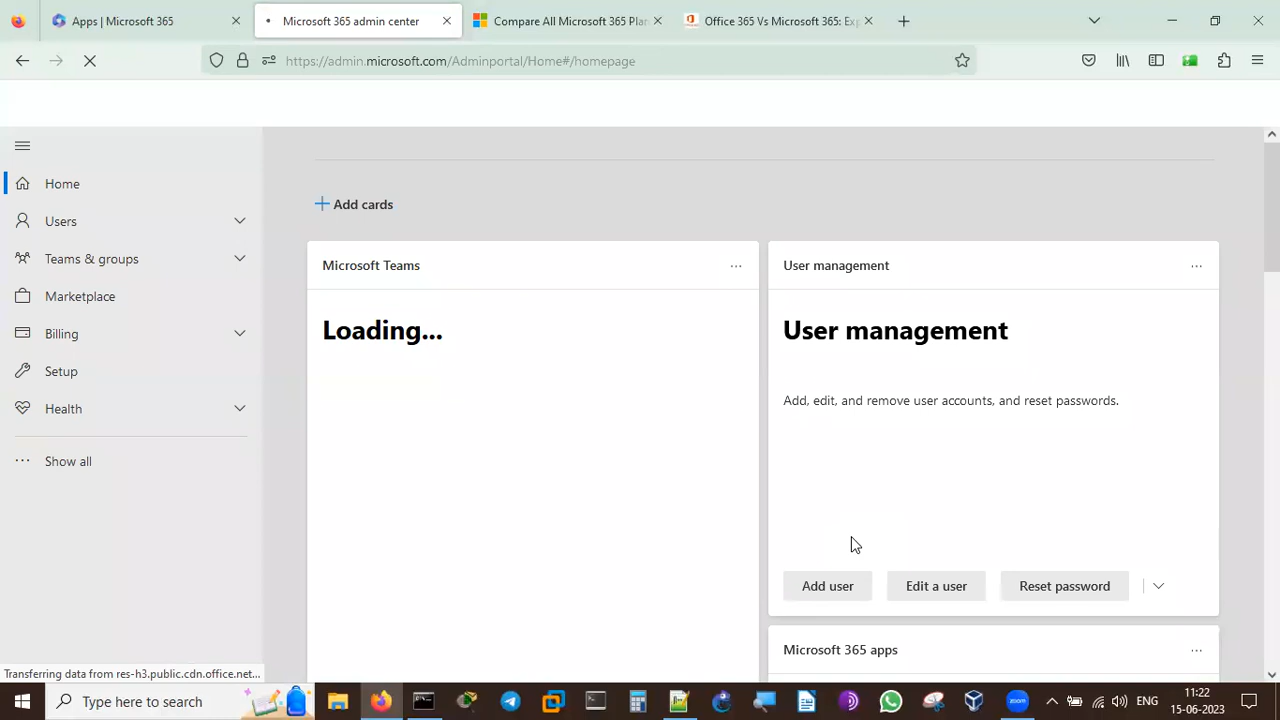 Apps | Microsoft 365
Microsoft 365 admin center
Compare All Microsoft 365 Plan
Office 365 Vs Microsoft 365: Exp
https://admin.microsoft.com/Adminportal/Home#/homepage
Home
Users
Teams & groups
Marketplace
Billing
Setup
Health
Show all
Add cards
Microsoft Teams
Loading...
User management
User management
Add, edit, and remove user accounts, and reset passwords.
Add user
Edit a user
Reset password
Microsoft 365 apps
Transferring data from res-h3.public.cdn.office.net...
Type here to search
zoom
ENG
11:22
15-06-2023